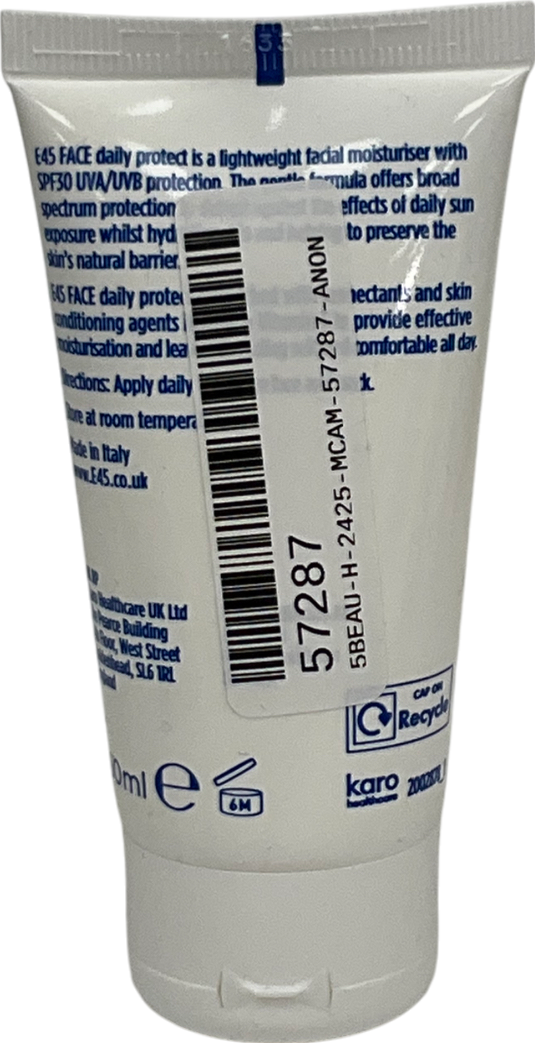 E45 FACE daily protect is a lightweight facial moisturiser with
SPF30 UVA/UVB protection. The gentle formula offers broad
spectrum protection effects of daily sun
exposure whilst hyd to preserve the
skin's natural barrier.
E45 FACE daily protec and skin
conditioning agents provide effective
moisturisation and lea comfortable all day.
Directions: Apply daily
Store at room tempera
Made in Italy
www.E45.co.uk
Healthcare UK Ltd
Pearce Building
Floor, West Street
SL6 1RL
57287
5BEAU-H-2425-MCAM-57287-ANON
CAP ON
Recycle
0ml e
6M
karo
healthcare